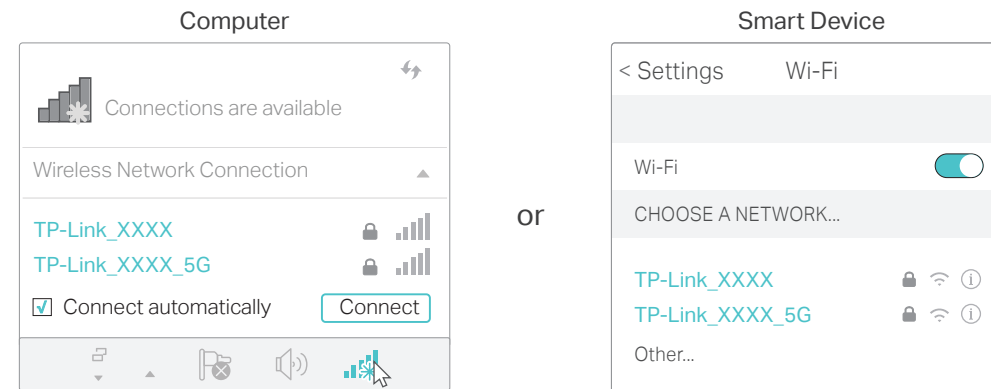 Computer
Connections are available
Wireless Network Connection
TP-Link_XXXX
TP-Link_XXXX_5G
Connect automatically
Connect
or
Smart Device
< Settings
Wi-Fi
Wi-Fi
CHOOSE A NETWORK...
TP-Link_XXXX
TP-Link_XXXX_5G
Other...